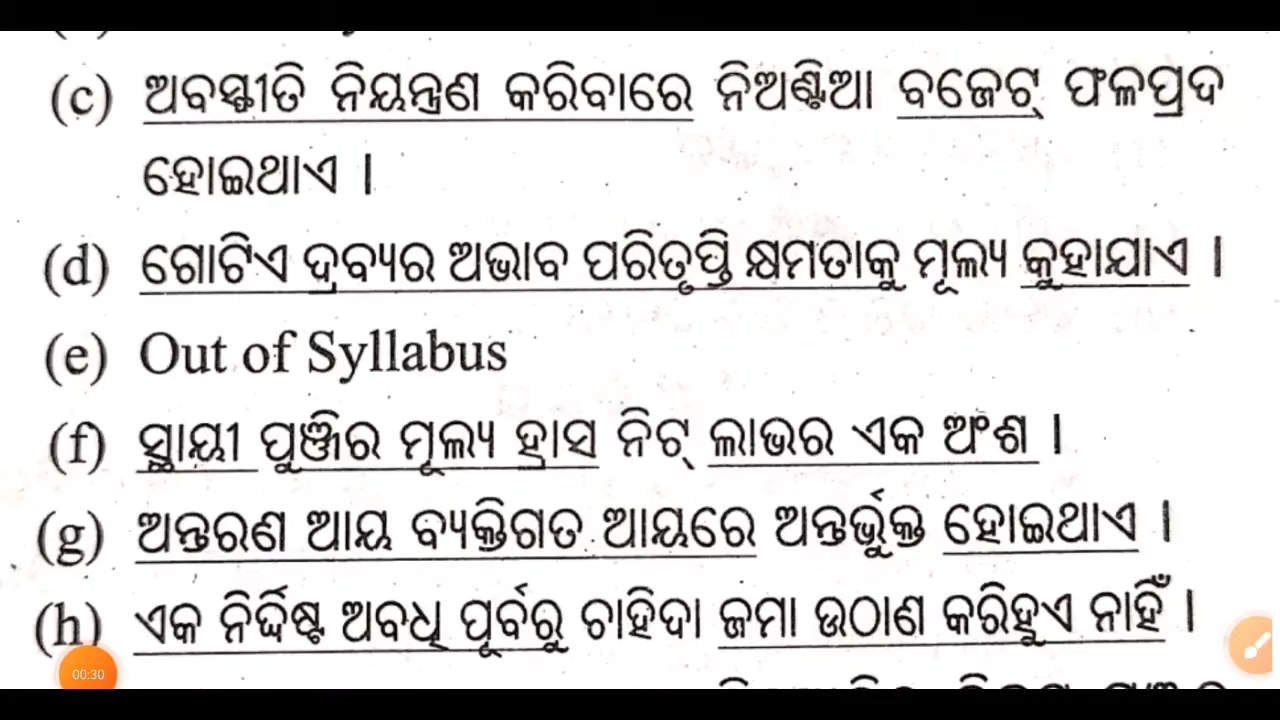 (c) ଅବସ୍ଫୀତି ନିୟନ୍ତ୍ରଣ କରିବାରେ ନିଅଣ୍ଟିଆ ବଜେଟ୍ ଫଳପ୍ରଦ
ହୋଇଥାଏ ।
(d) ଗୋଟିଏ ଦ୍ରବ୍ୟର ଅଭାବ ପରିତୃପ୍ତି କ୍ଷମତାକୁ ମୂଲ୍ୟ କୁହାଯାଏ ।
(e) Out of Syllabus
(f) ସ୍ଥାୟୀ ପୁଞ୍ଜିର ମୂଲ୍ୟ ହ୍ରାସ ନିଟ୍ ଲାଭର ଏକ ଅଂଶ ।
(g) ଅନ୍ତରଣ ଆୟ ବ୍ୟକ୍ତିଗତ ଆୟରେ ଅନ୍ତର୍ଭୁକ୍ତ ହୋଇଥାଏ ।
(h) ଏକ ନିର୍ଦ୍ଦିଷ୍ଟ ଅବଧି ପୂର୍ବରୁ ଚାହିଦା ଜମା ଉଠାଣ କରିହୁଏ ନାହିଁ ।
00:30